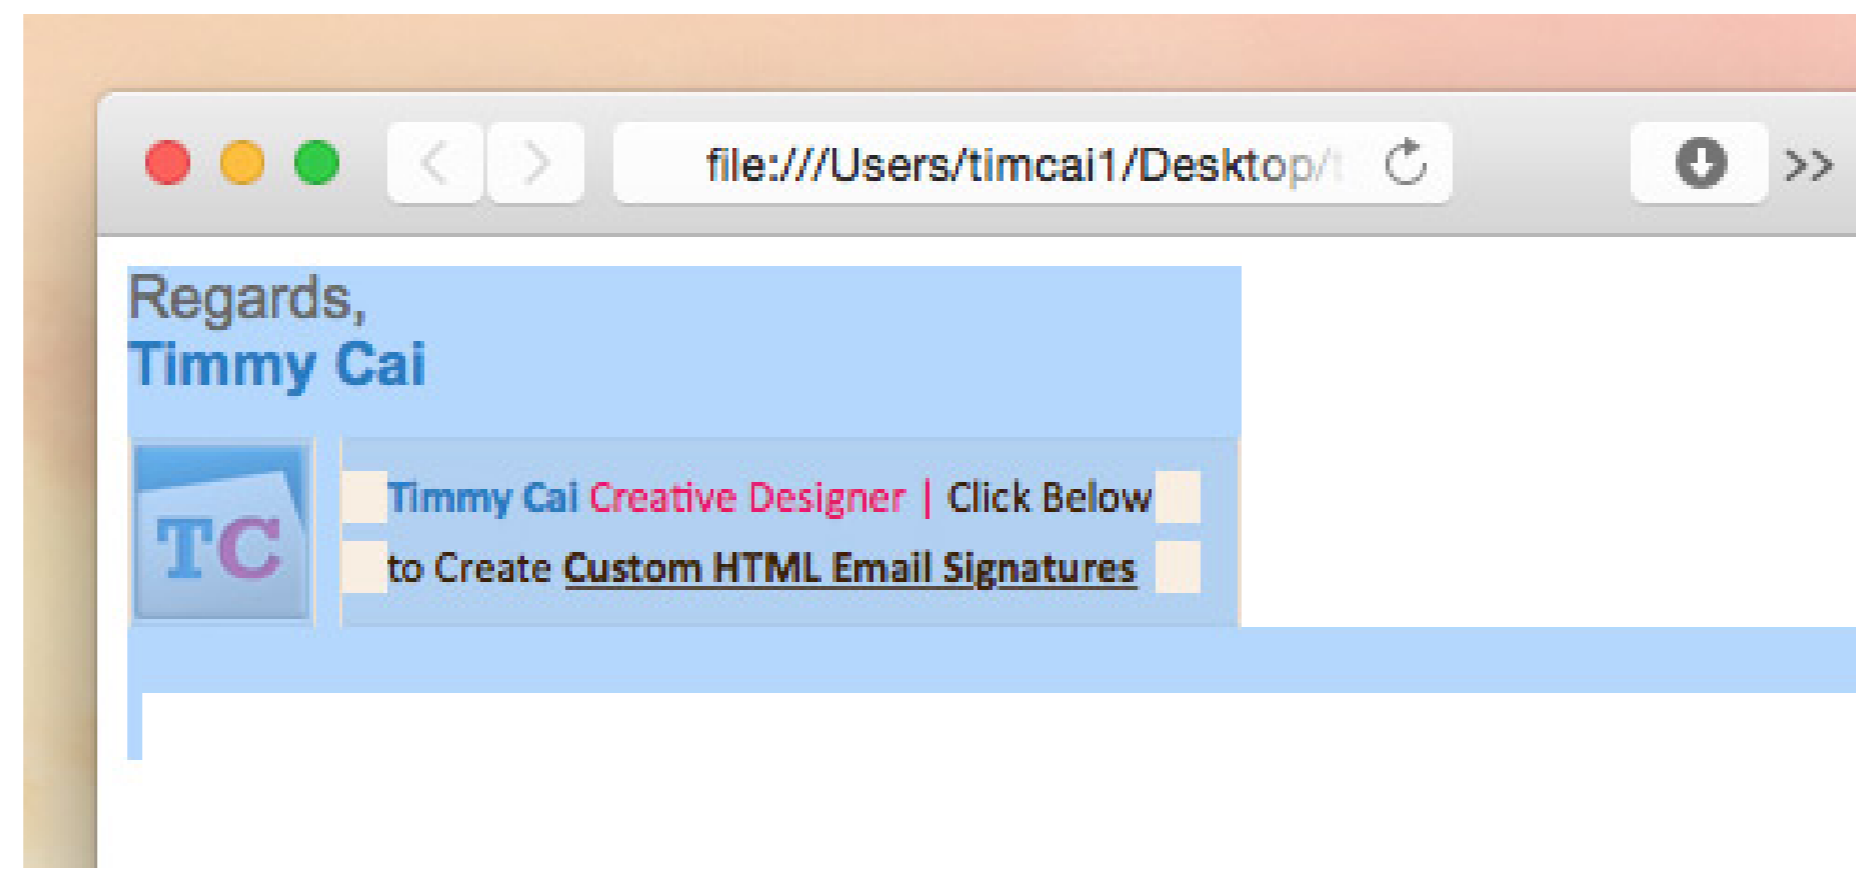 file:///Users/timcai1/Desktop/
>>
Regards,
Timmy Cai
TC
Timmy Cai Creative Designer | Click Below
to Create Custom HTML Email Signatures